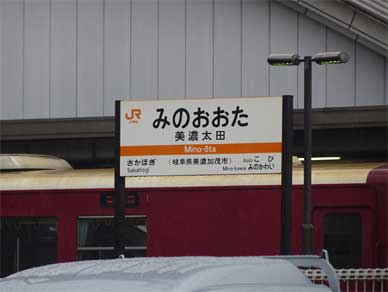 JR
みのおおた
美濃太田
Mino-ōta
さかほぎ
Sakahogi
(岐阜県美濃加茂市)
Kobi こび
Mino-kawai みのかわい